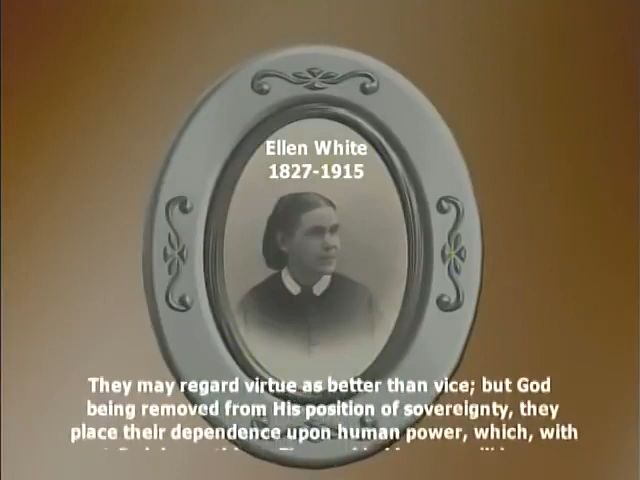 Ellen White
1827-1915
They may regard virtue as better than vice; but God
being removed from His position of sovereignty, they
place their dependence upon human power, which, with